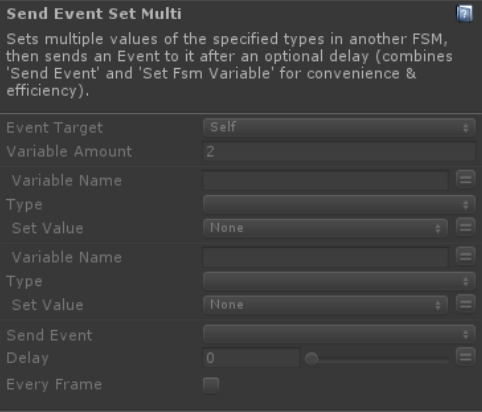 Send Event Set Multi
Sets multiple values of the specified types in another FSM,
then sends an Event to it after an optional delay (combines
'Send Event' and 'Set Fsm Variable' for convenience &
efficiency).
Event Target Self
Variable Amount 2
Variable Name
Type
Set Value None
Variable Name
Type
Set Value None
Send Event
Delay 0
Every Frame